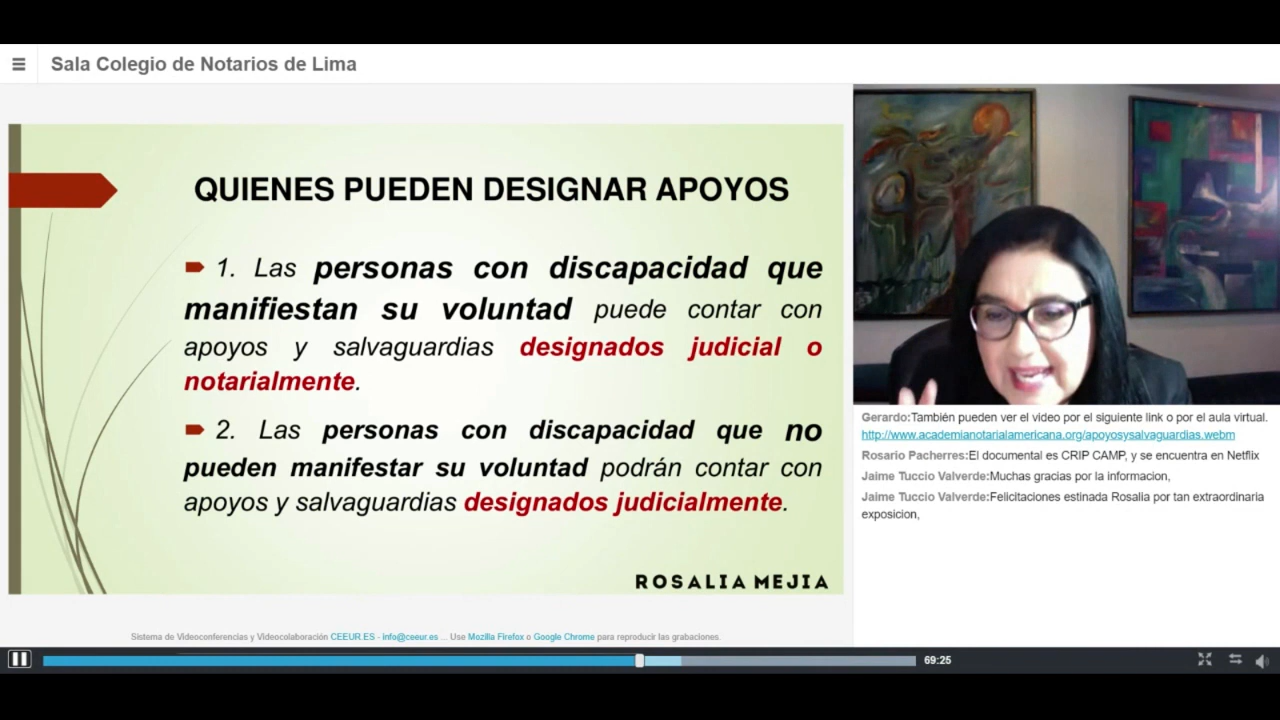 Sala Colegio de Notarios de Lima
QUIENES PUEDEN DESIGNAR APOYOS
1. Las personas con discapacidad que
manifiestan su voluntad puede contar con
apoyos y salvaguardias designados judicial o
notarialmente.
2. Las personas con discapacidad que no
pueden manifestar su voluntad podrán contar con
apoyos y salvaguardias designados judicialmente.
ROSALIA MEJIA
Gerardo:También pueden ver el video por el siguiente link o por el aula virtual.
http://www.academianotarialamericana.org/apoyosysalvaguardias.webm
Rosario Pacherres:El documental es CRIP CAMP, y se encuentra en Netflix
Jaime Tuccio Valverde:Muchas gracias por la informacion,
Jaime Tuccio Valverde:Felicitaciones estinada Rosalia por tan extraordinaria
exposicion,
Sistema de Videoconferencias y Videocolaboración CEEUR.ES - info@ceeur.es ... Use Mozilla Firefox o Google Chrome para reproducir las grabaciones.
69:25